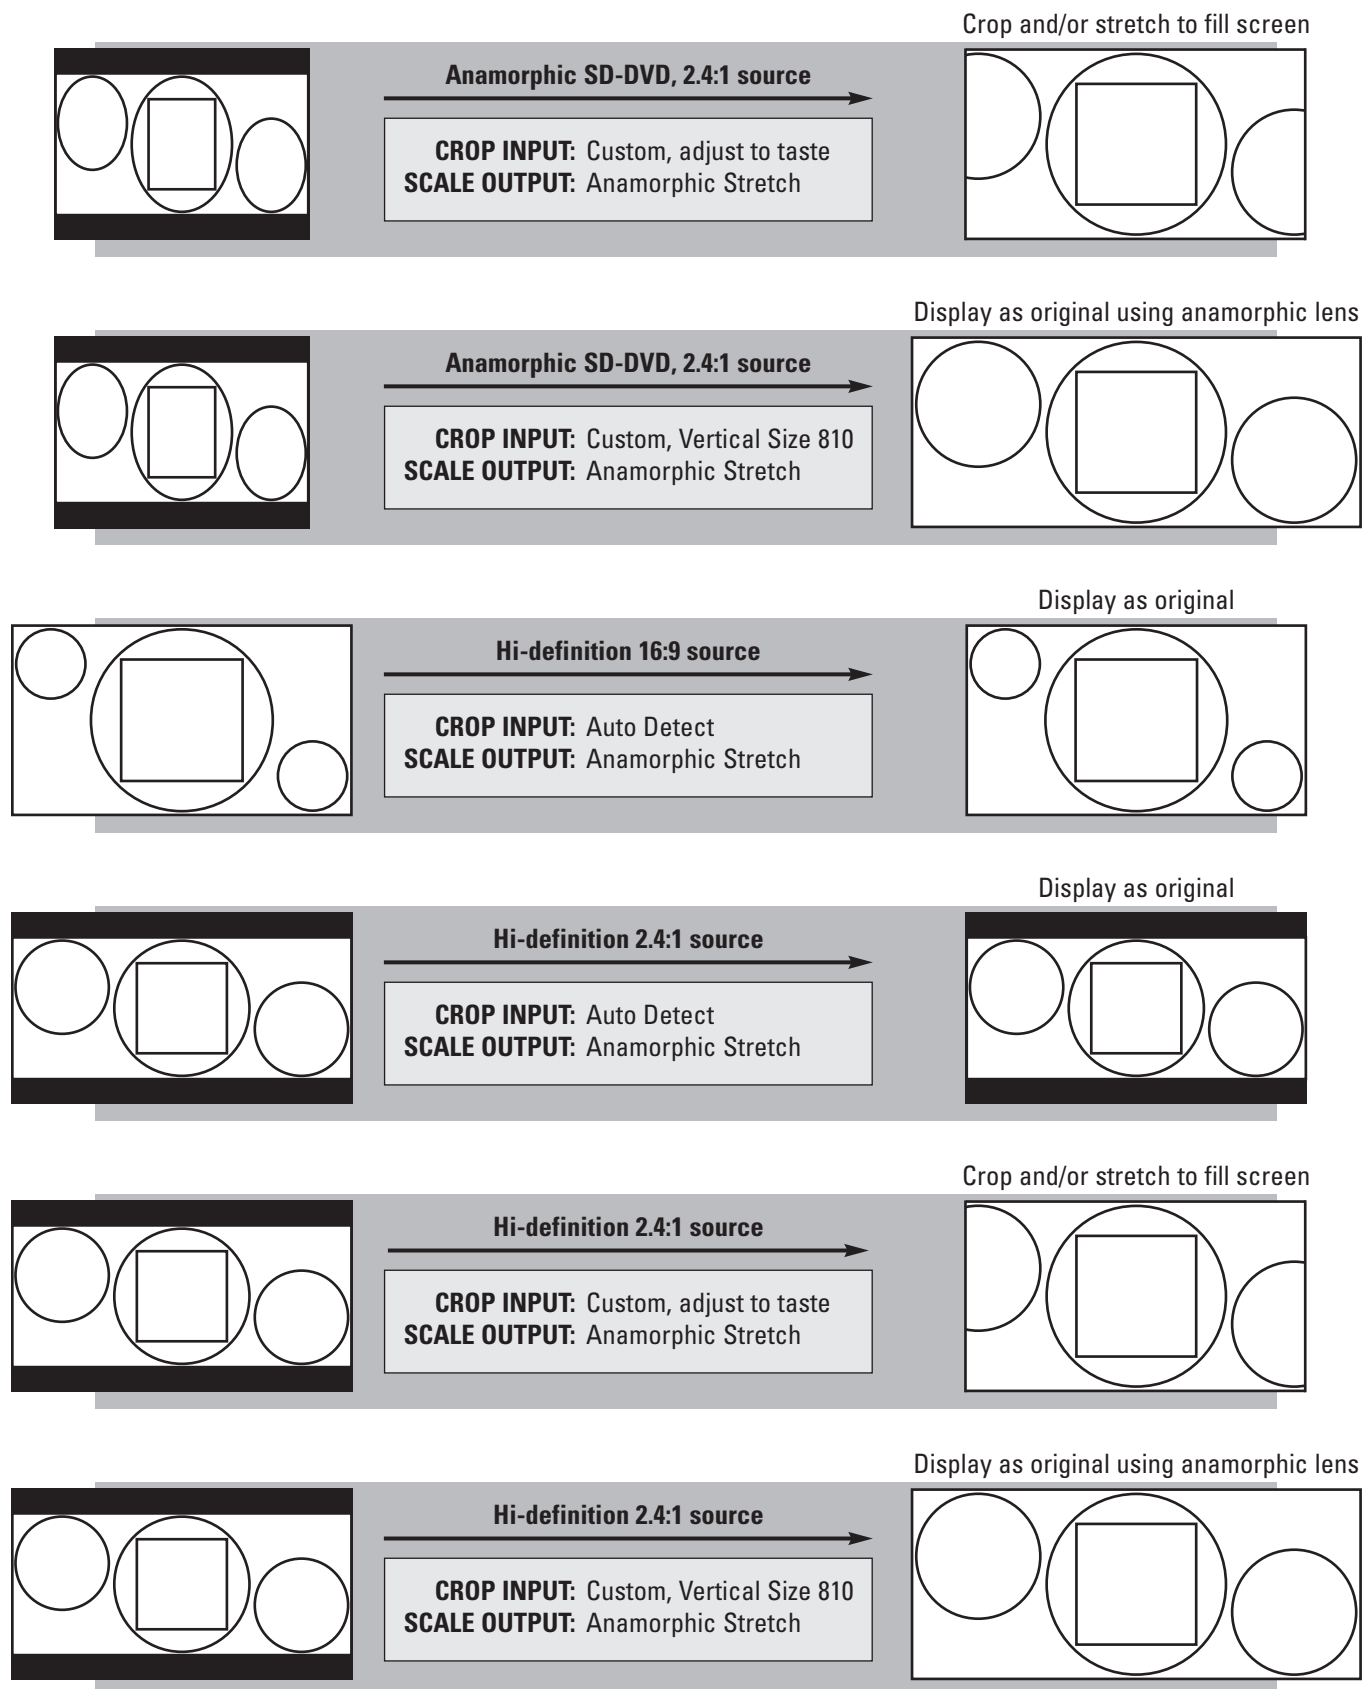 Crop and/or stretch to fill screen
Anamorphic SD-DVD, 2.4:1 source
CROP INPUT: Custom, adjust to taste
SCALE OUTPUT: Anamorphic Stretch
Display as original using anamorphic lens
Anamorphic SD-DVD, 2.4:1 source
CROP INPUT: Custom, Vertical Size 810
SCALE OUTPUT: Anamorphic Stretch
Display as original
Hi-definition 16:9 source
CROP INPUT: Auto Detect
SCALE OUTPUT: Anamorphic Stretch
Display as original
Hi-definition 2.4:1 source
CROP INPUT: Auto Detect
SCALE OUTPUT: Anamorphic Stretch
Crop and/or stretch to fill screen
Hi-definition 2.4:1 source
CROP INPUT: Custom, adjust to taste
SCALE OUTPUT: Anamorphic Stretch
Display as original using anamorphic lens
Hi-definition 2.4:1 source
CROP INPUT: Custom, Vertical Size 810
SCALE OUTPUT: Anamorphic Stretch